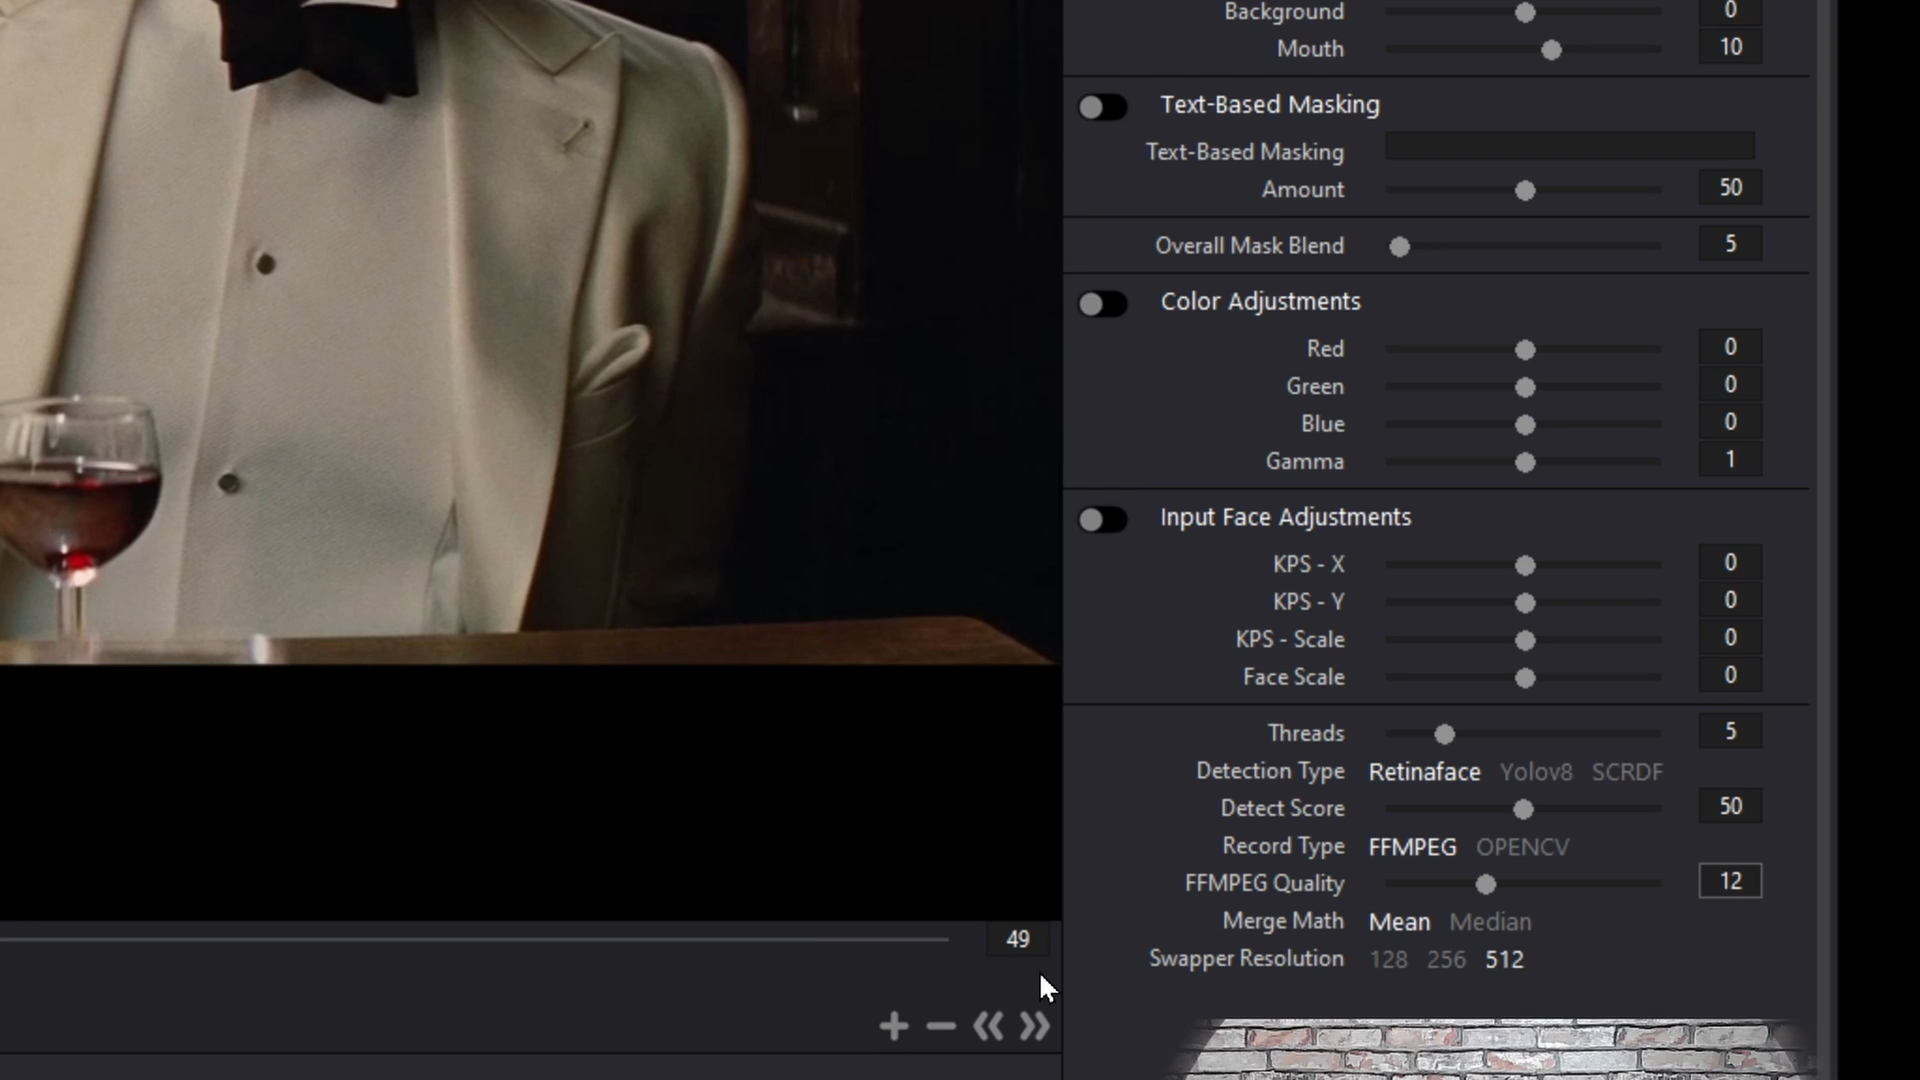 Background 0
Mouth 10
Text-Based Masking
Text-Based Masking
Amount 50
Overall Mask Blend 5
Color Adjustments
Red 0
Green 0
Blue 0
Gamma 1
Input Face Adjustments
KPS - X 0
KPS - Y 0
KPS - Scale 0
Face Scale 0
Threads 5
Detection Type Retinaface Yolov8 SCRDF
Detect Score 50
Record Type FFMPEG OPENCV
FFMPEG Quality 12
Merge Math Mean Median
Swapper Resolution 128 256 512
49